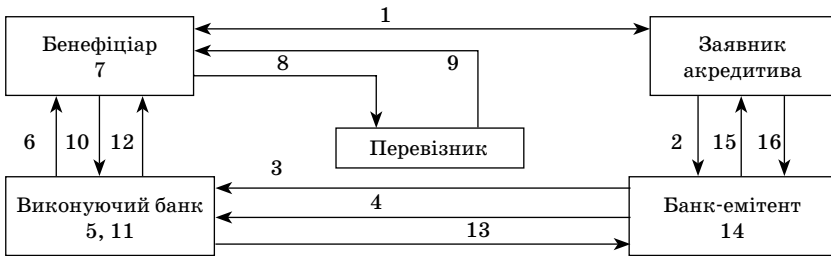 1
Бенефіціар
7
Заявник
акредитива
8
9
Перевізник
6
10
12
2
15
16
3
Виконуючий банк
5, 11
4
Банк-емітент
14
13